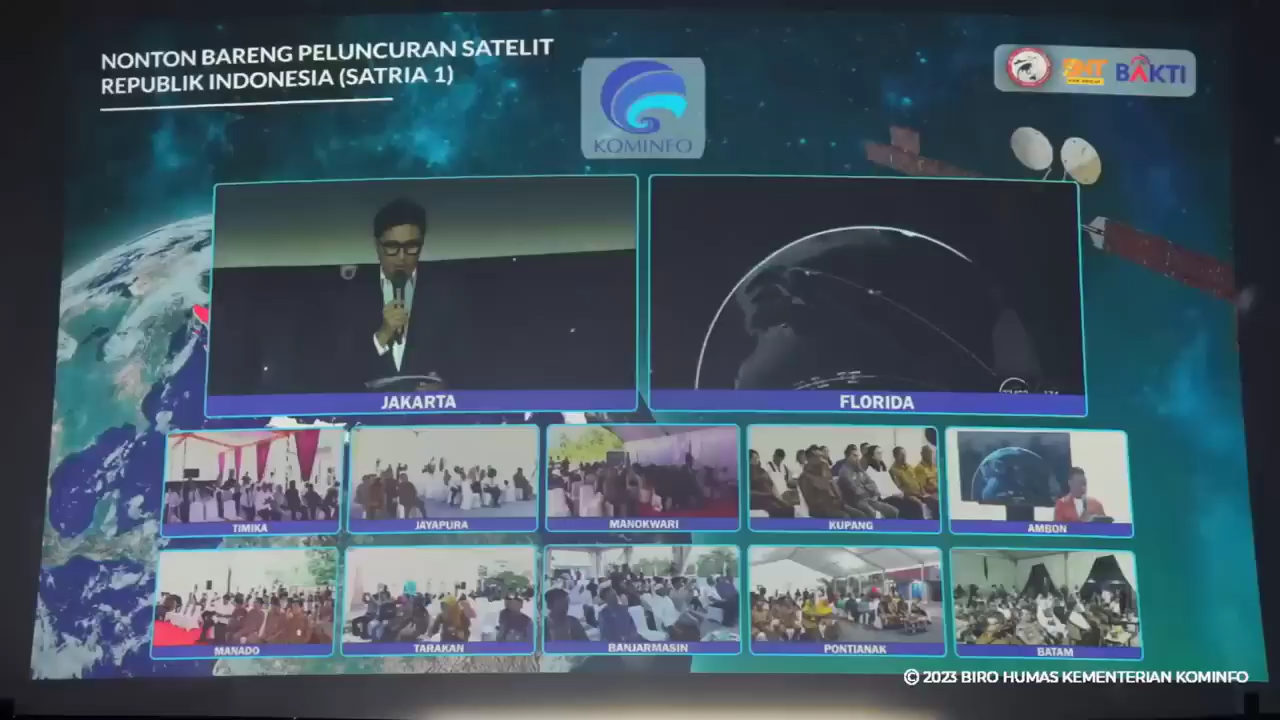 NONTON BARENG PELUNCURAN SATELIT
REPUBLIK INDONESIA (SATRIA 1)
KOMINFO
BAKTI
JAKARTA
FLORIDA
TIMIKA
JAYAPURA
MANOKWARI
KUPANG
AMBON
MANADO
TARAKAN
BANJARMASIN
PONTIANAK
BATAM
© 2023 BIRO HUMAS KEMENTERIAN KOMINFO